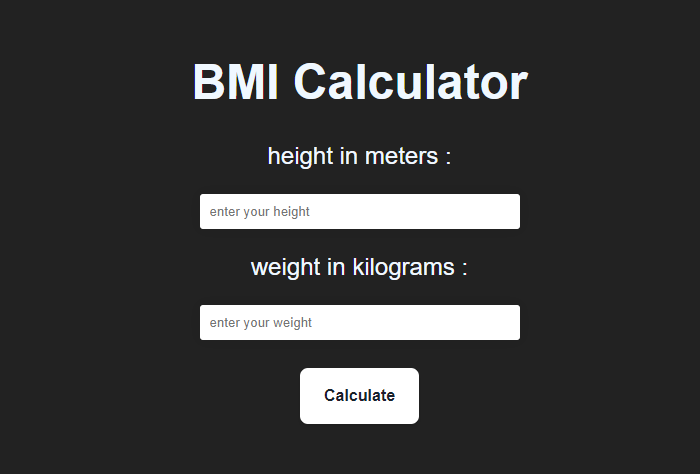 BMI Calculator
height in meters :
enter your height
weight in kilograms :
enter your weight
Calculate